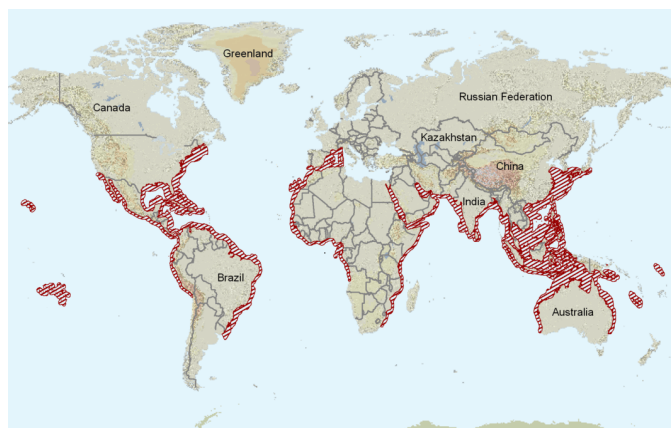 Greenland
Canada
Russian Federation
Kazakhstan
China
India
Brazil
Australia